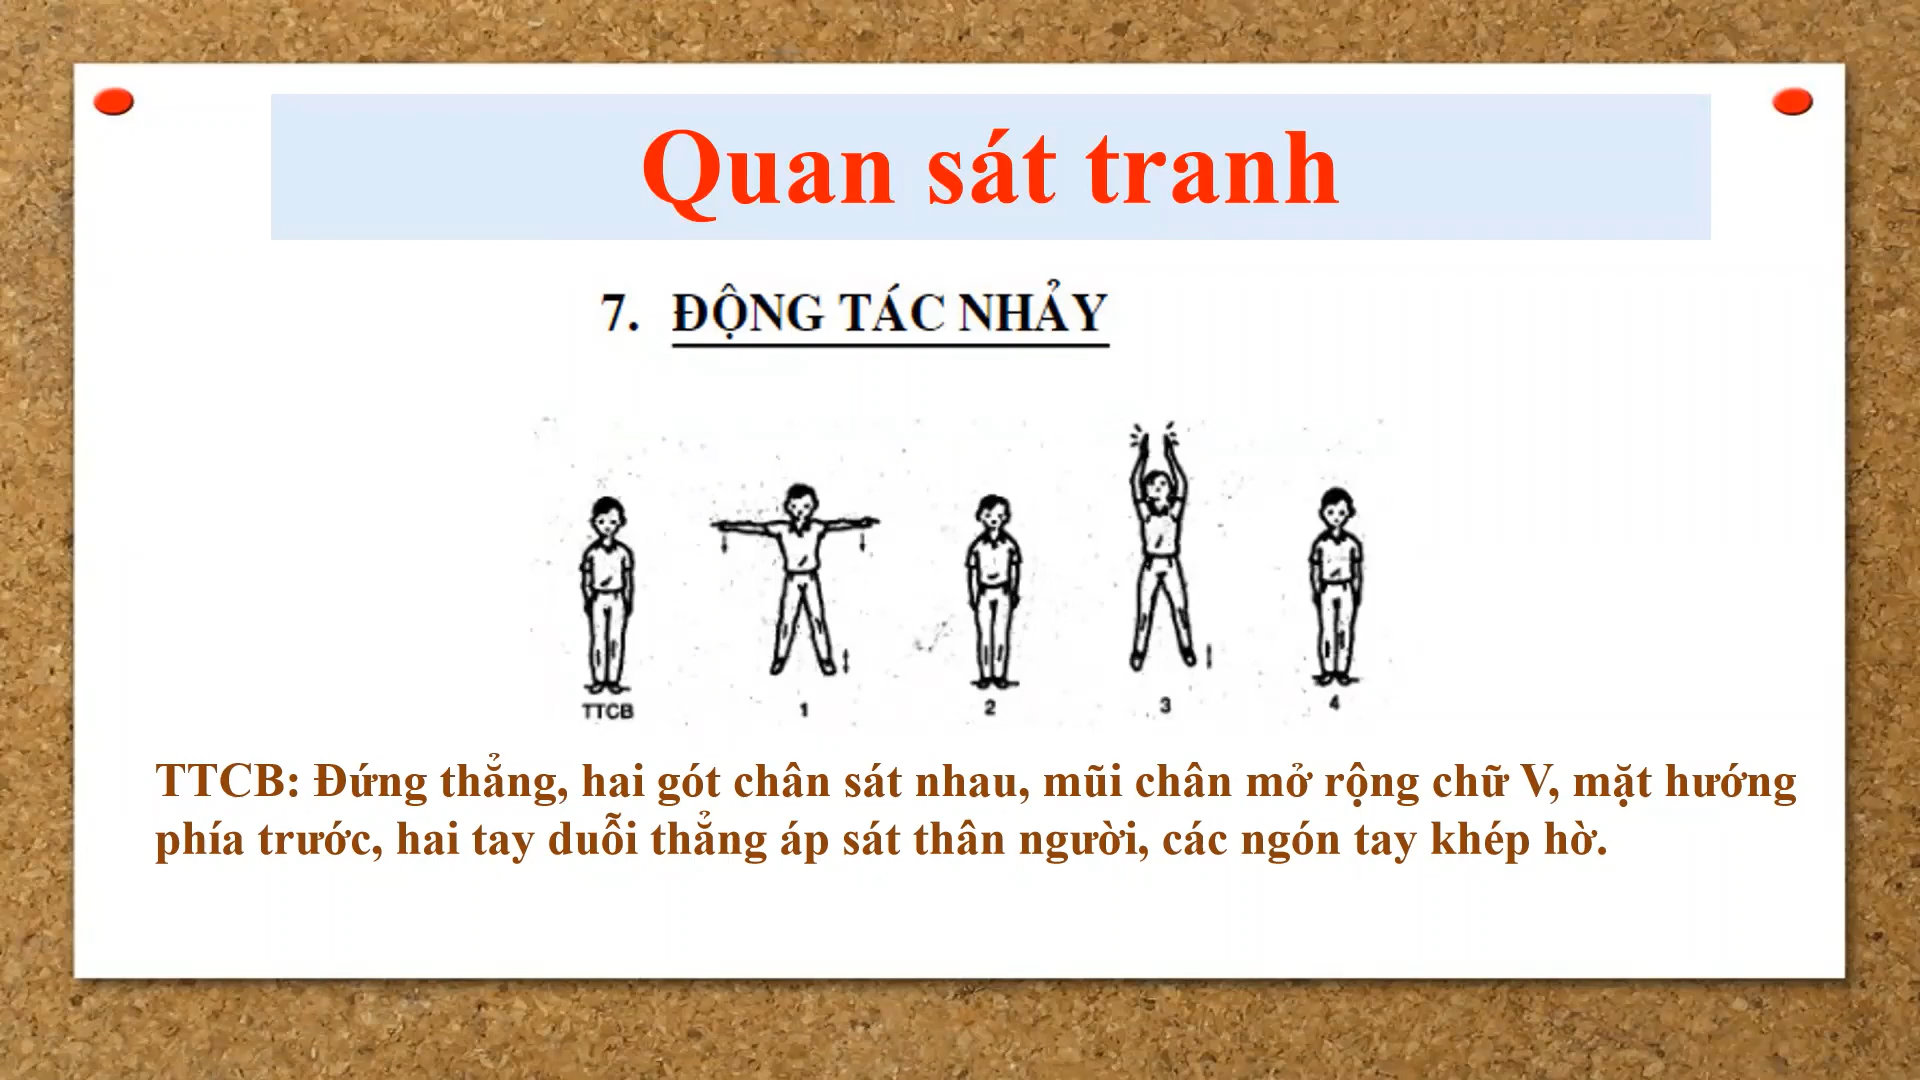 Quan sát tranh
7. ĐỘNG TÁC NHẢY
TTCB 1 2 3 4
TTCB: Đứng thẳng, hai gót chân sát nhau, mũi chân mở rộng chữ V, mặt hướng
phía trước, hai tay duỗi thẳng áp sát thân người, các ngón tay khép hờ.